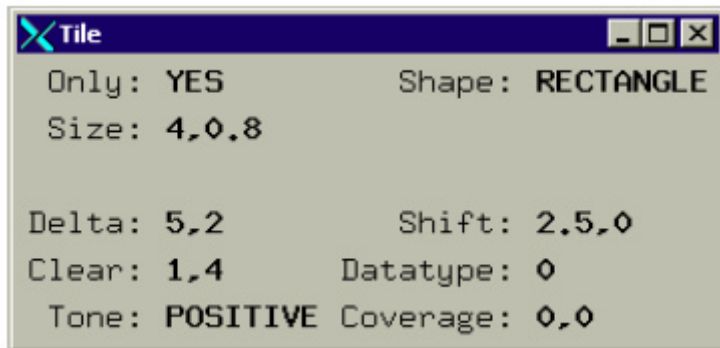 Tile
Only: YES Shape: RECTANGLE
Size: 4,0.8
Delta: 5,2 Shift: 2.5,0
Clear: 1,4 Datatype: 0
Tone: POSITIVE Coverage: 0,0